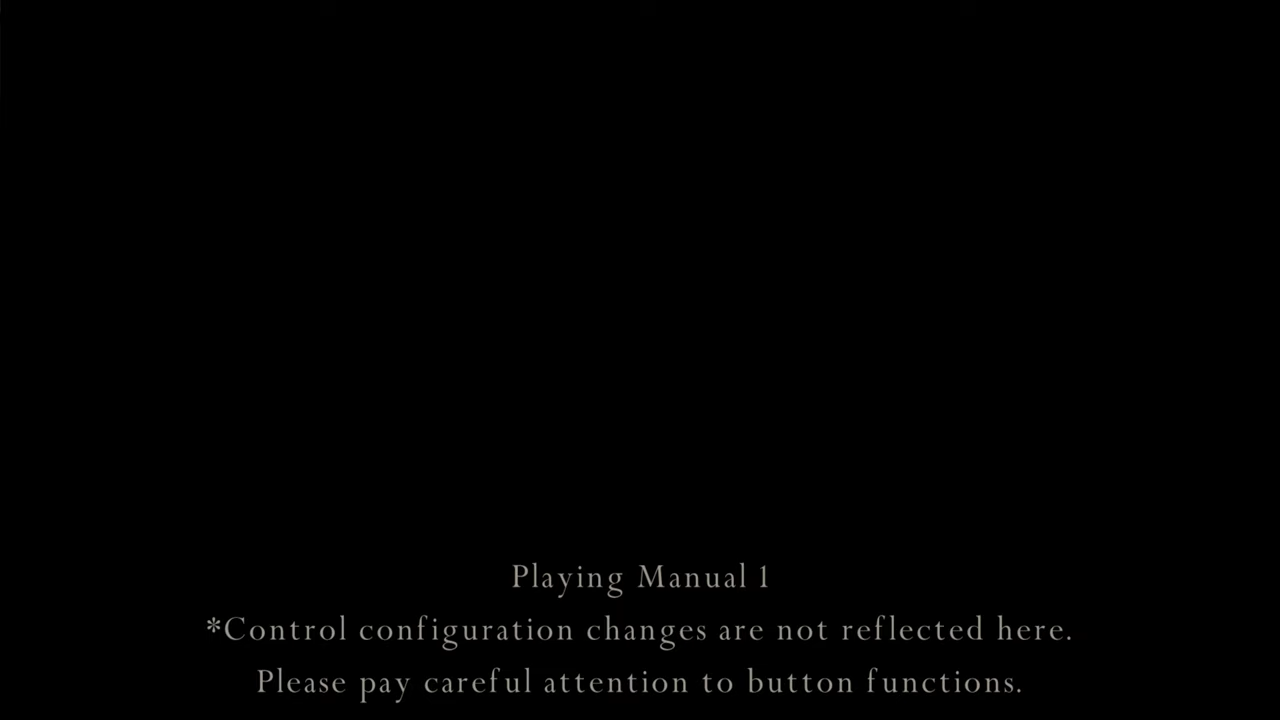 Playing Manual 1
*Control configuration changes are not reflected here.
Please pay careful attention to button functions.